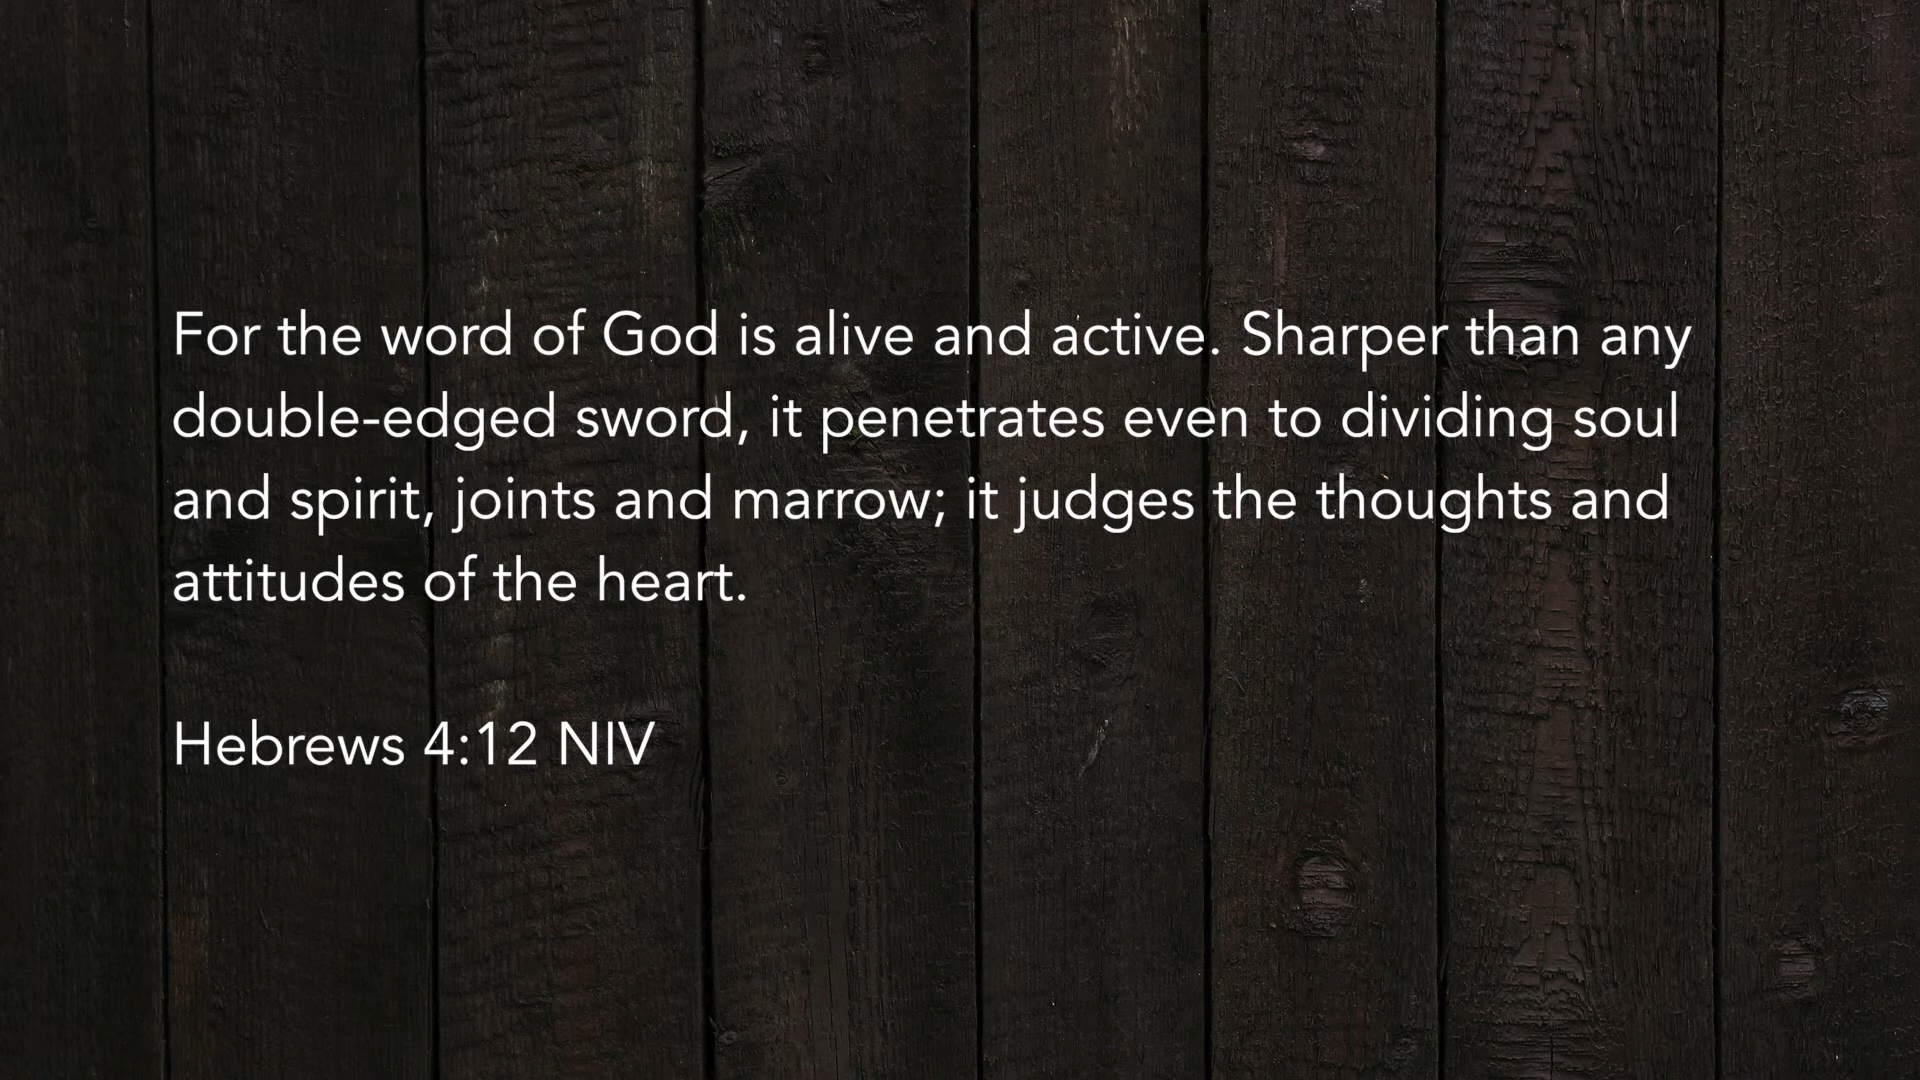 For the word of God is alive and active. Sharper than any
double-edged sword, it penetrates even to dividing soul
and spirit, joints and marrow; it judges the thoughts and
attitudes of the heart.
Hebrews 4:12 NIV